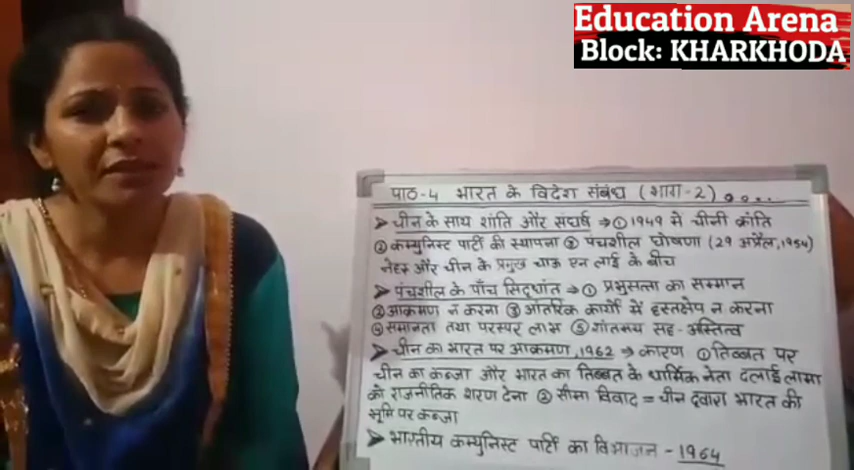 Education Arena
Block: KHARKHODA
पाठ-4 भारत के विदेश संबंध (भाग-2) ० ० • • •
➤ चीन के साथ शांति और संघर्ष ⇒ ① 1949 मे चीनी क्रांति
② कम्युनिस्ट पार्टी की स्थापना ③ पंचशील घोषणा (29 अप्रैल, 1954)
नेहरू और चीन के प्रमुख चाऊ एन लाई के बीच
➤ पंचशील के पाँच सिद्धांत ⇒ ① प्रभुसत्ता का सम्मान
② आक्रमण न करना ③ आंतरिक कार्यो में हस्तक्षेप न करना
④ समानता तथा परस्पर लाभ ⑤ शांतमय सह-अस्तित्व
➤ चीन का भारत पर आक्रमण, 1962 ⇒ कारण ① तिब्बत पर
चीन का कब्जा और भारत का तिब्बत के धार्मिक नेता दलाई लामा
को राजनीतिक शरण देना ② सीमा विवाद = चीन द्वारा भारत की
भूमि पर कब्जा
➤ भारतीय कम्युनिस्ट पार्टी का विभाजन - 1964